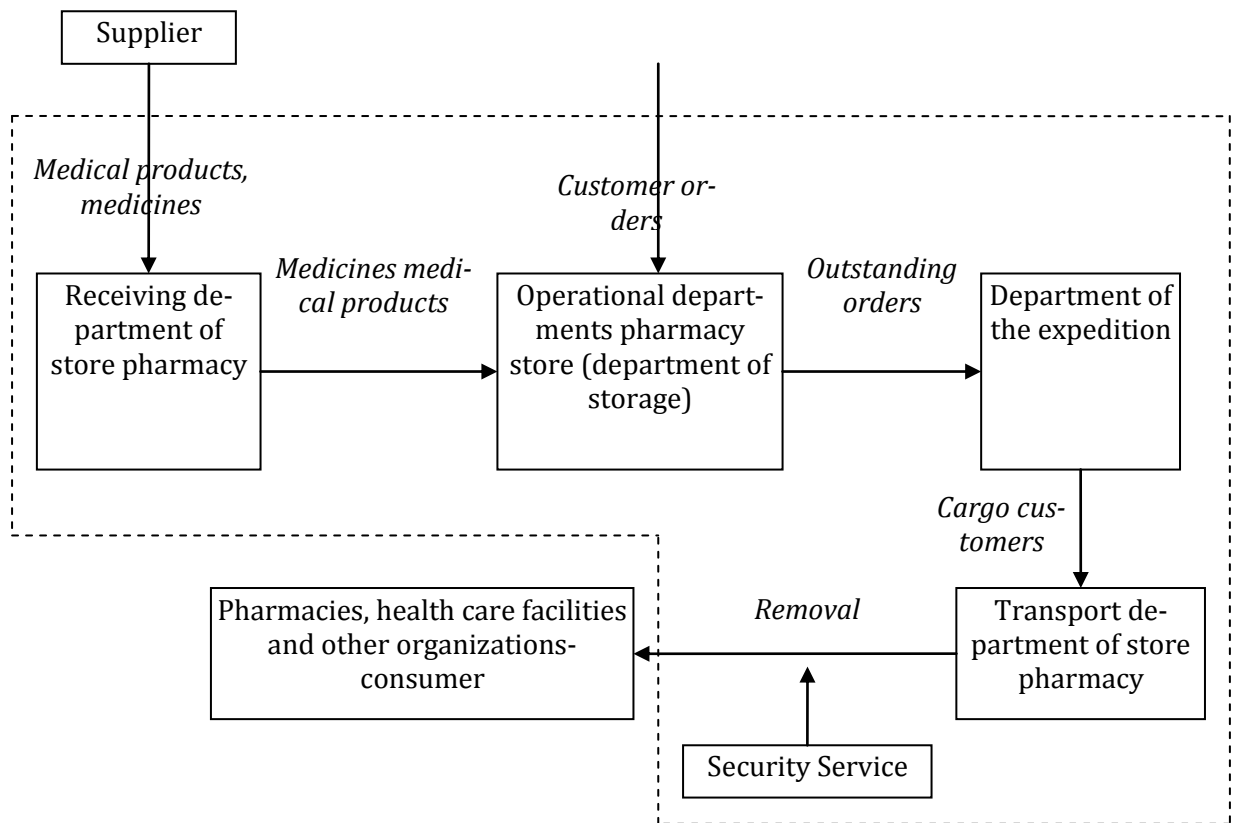 Supplier
Medical products,
medicines
Customer or-
ders
Receiving de-
partment of
store pharmacy
Medicines medi-
cal products
Operational depart-
ments pharmacy
store (department of
storage)
Outstanding
orders
Department of
the expedition
Cargo cus-
tomers
Pharmacies, health care facilities
and other organizations-
consumer
Removal
Transport de-
partment of store
pharmacy
Security Service